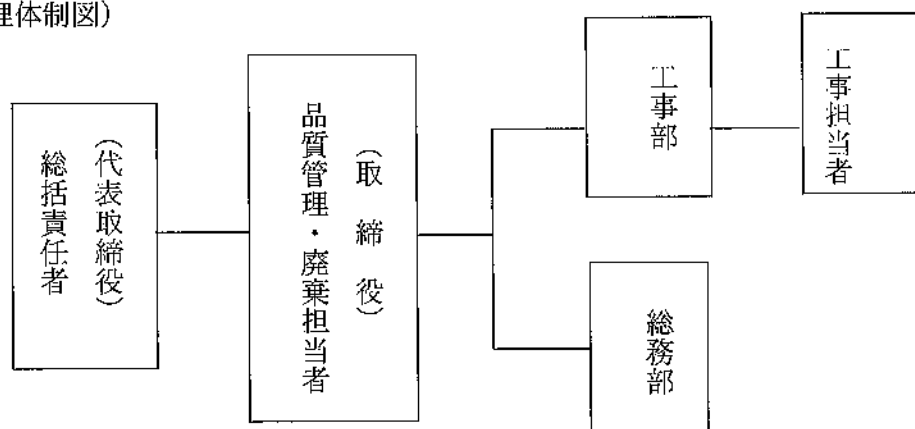 理体制図)
(代表取締役)
総括責任者
(取締役)
品質管理・廃棄担当者
工事部
工事担当者
総務部